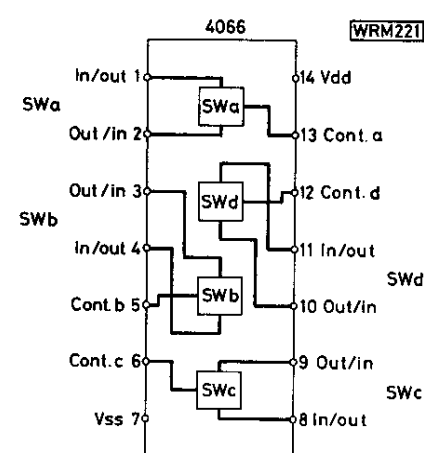 4066
WRM221
In/out 1
14 Vdd
SWa
SWa
Out/in 2
13 Cont. a
Out/in 3
12 Cont. d
SWd
SWb
In/out 4
11 In/out
SWd
SWb
Cont. b 5
10 Out/in
Cont. c 6
9 Out/in
SWc
SWc
Vss 7
8 In/out